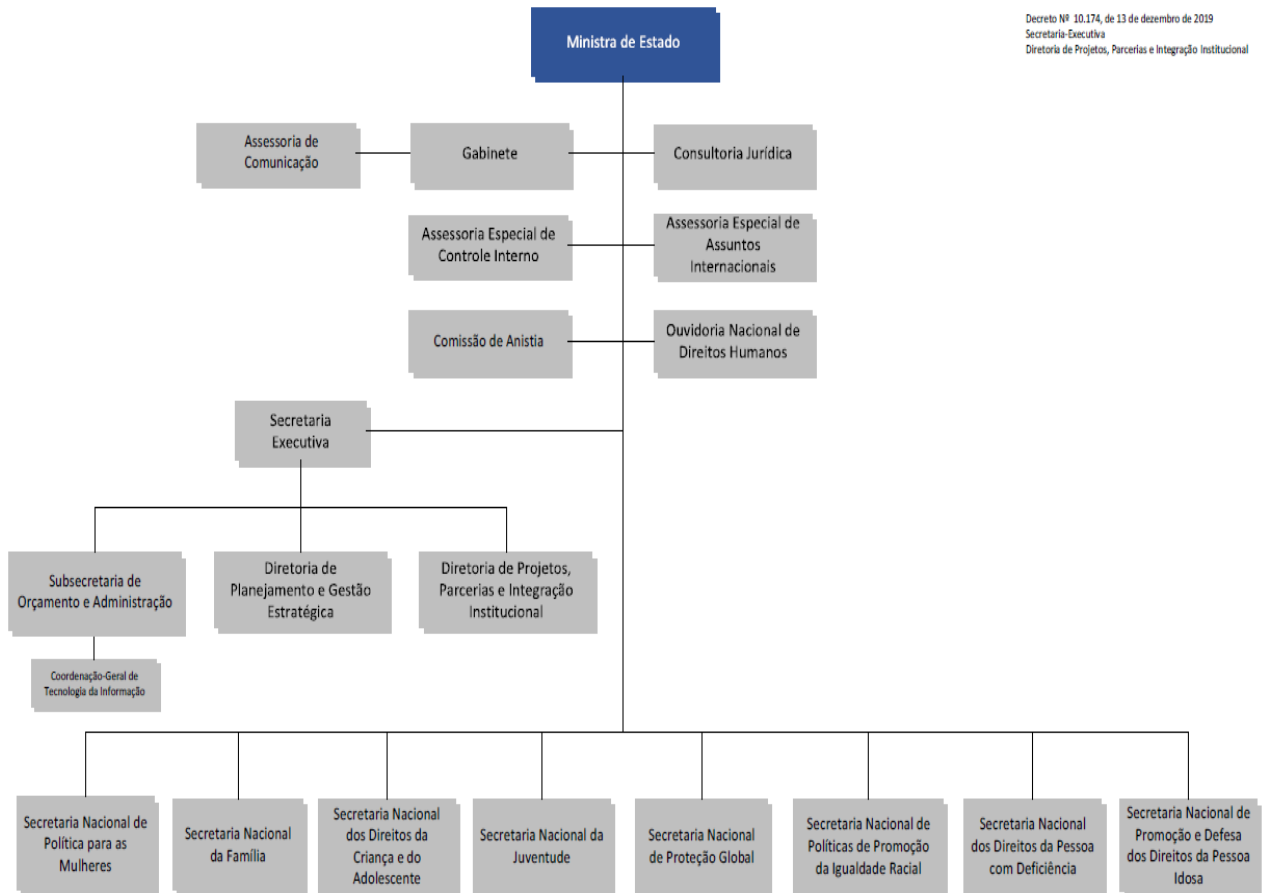 Decreto Nº 10.174, de 13 de dezembro de 2019
Secretaria-Executiva
Diretoria de Projetos, Parcerias e Integração Institucional
Ministra de Estado
Assessoria de
Comunicação
Gabinete
Consultoria Jurídica
Assessoria Especial de
Controle Interno
Assessoria Especial de
Assuntos
Internacionais
Comissão de Anistia
Ouvidoria Nacional de
Direitos Humanos
Secretaria
Executiva
Subsecretaria de
Orçamento e Administração
Diretoria de
Planejamento e Gestão
Estratégica
Diretoria de Projetos,
Parcerias e Integração
Institucional
Coordenação-Geral de
Tecnologia da Informação
Secretaria Nacional de
Política para as
Mulheres
Secretaria Nacional
da Família
Secretaria Nacional
dos Direitos da
Criança e do
Adolescente
Secretaria Nacional da
Juventude
Secretaria Nacional
de Proteção Global
Secretaria Nacional de
Políticas de Promoção
da Igualdade Racial
Secretaria Nacional
dos Direitos da Pessoa
com Deficiência
Secretaria Nacional de
Promoção e Defesa
dos Direitos da Pessoa
Idosa